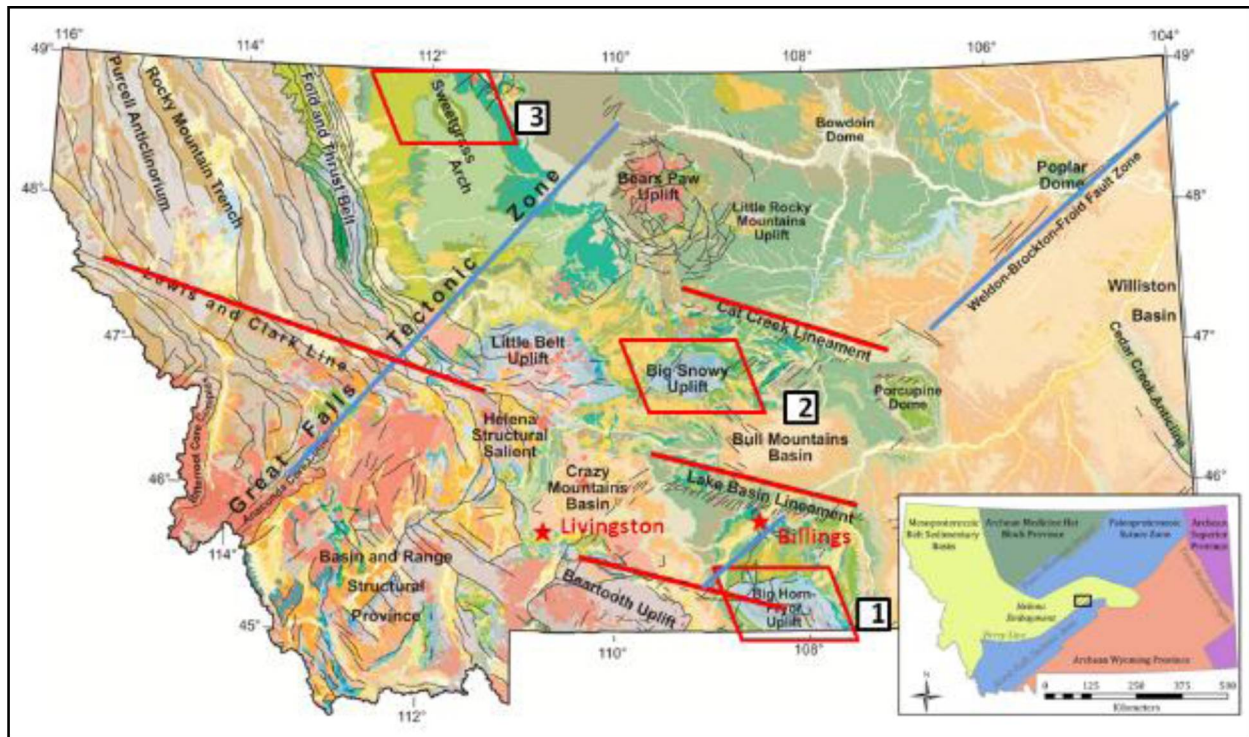 116°
114°
112°
110°
108°
106°
104°
49°
49°
48°
48°
47°
47°
46°
46°
45°
114°
112°
110°
108°
Purcell Anticlinorium
Rocky Mountain Trench
Fold and Thrust Belt
Sweetgrass
Arch
3
Bears Paw
Uplift
Bowdoin
Dome
Little Rocky
Mountains
Uplift
Poplar
Dome
Weldon-Brockton-Froid Fault Zone
Williston
Basin
Cedar Creek Anticline
Lewis and Clark Line
Great Falls Tectonic Zone
Little Belt
Uplift
Cat Creek Lineament
Big Snowy
Uplift
2
Porcupine
Dome
Bull Mountains
Basin
Helena
Structural
Salient
Crazy
Mountains
Basin
Lake Basin Lineament
Livingston
Billings
Basin and Range
Structural
Province
Beartooth Uplift
Big Horn-
Pryor
Uplift
1
Mesoproterozoic
Belt Sedimentary
Basin
Archean Medicine Hat
Block Province
Paleoproterozoic
Suture Zone
Archean
Superior
Province
Helena
Embayment
Perry Line
Archean Wyoming Province
N
0 125 250 375 500
Kilometers